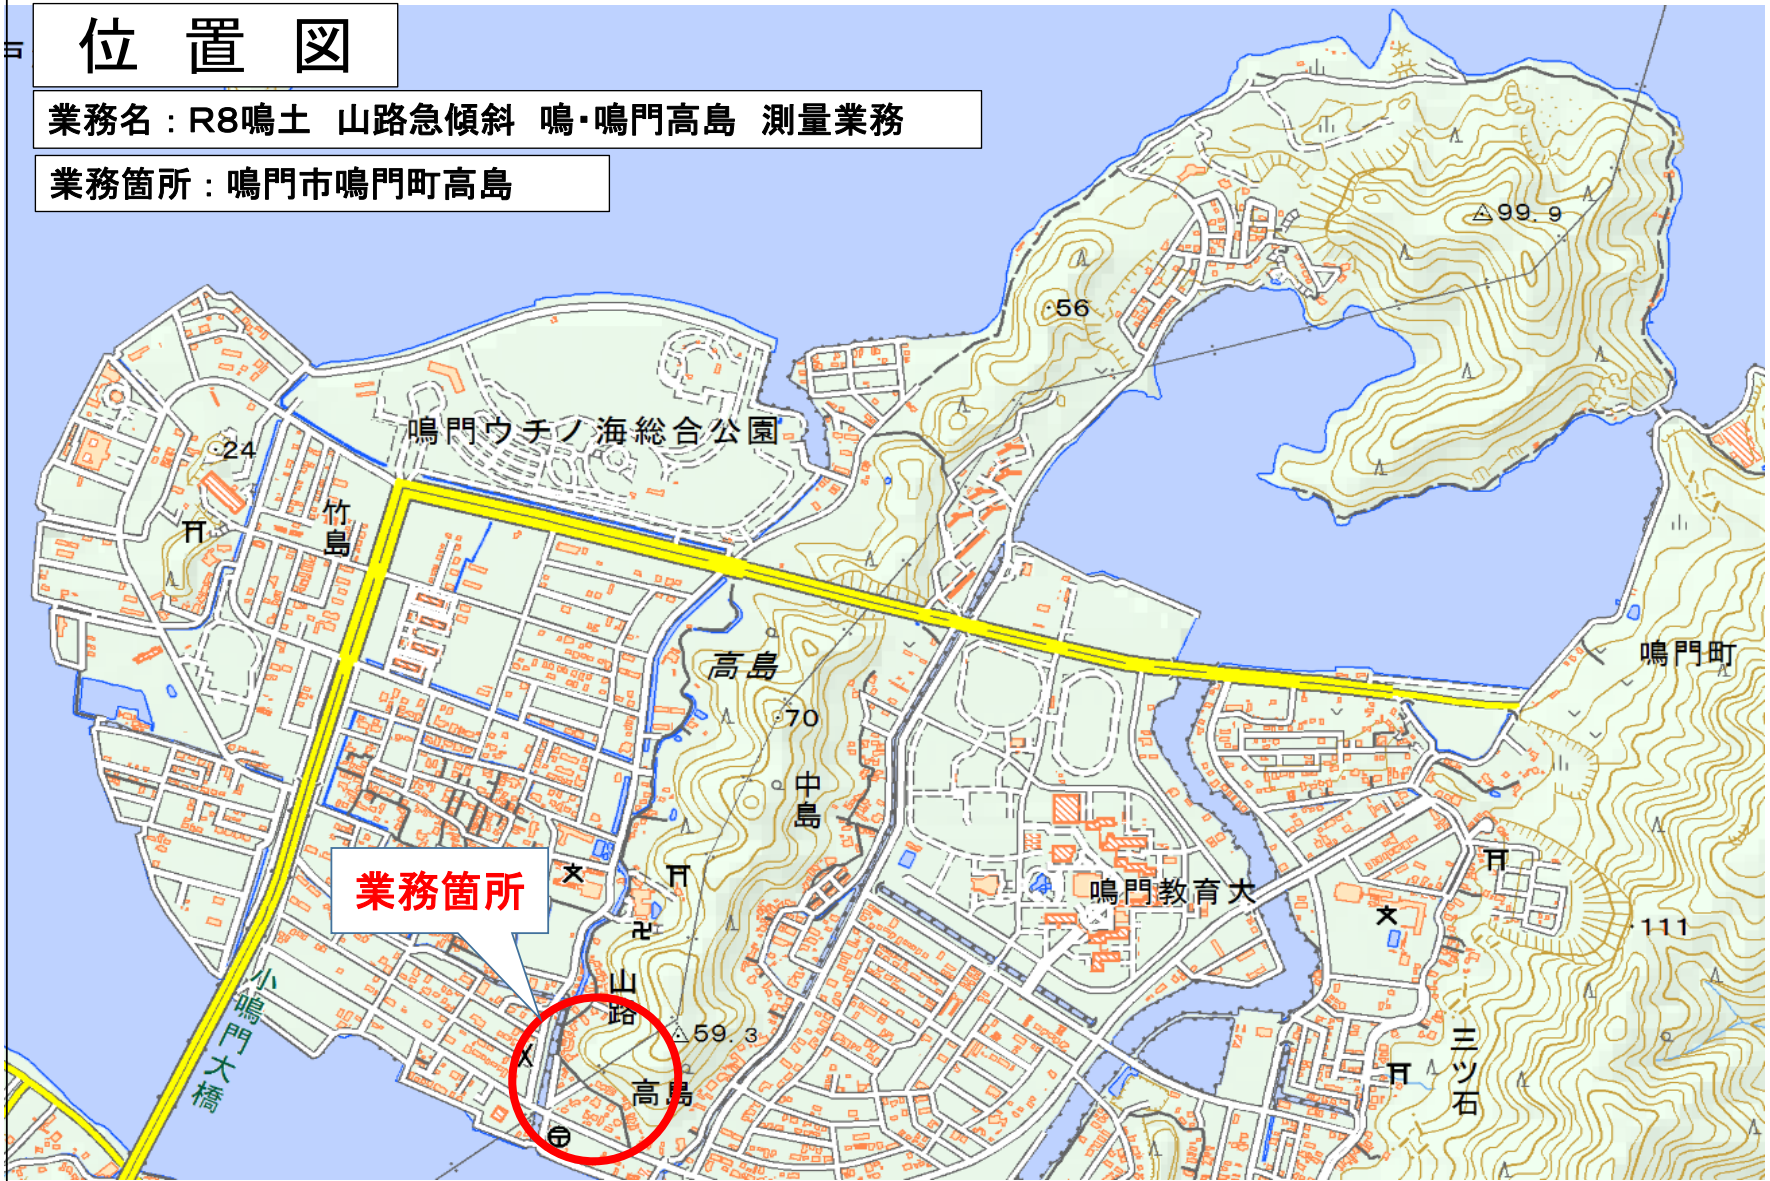 位 置 図
戸
業務名：R8鳴土　山路急傾斜　鳴・鳴門高島　測量業務
業務箇所：鳴門市鳴門町高島
99.9
56
鳴門ウチノ海総合公園
24
竹島
鳴門町
高島
70
中島
業務箇所
鳴門教育大
111
山路
小鳴門大橋
59.3
三ツ石
高島